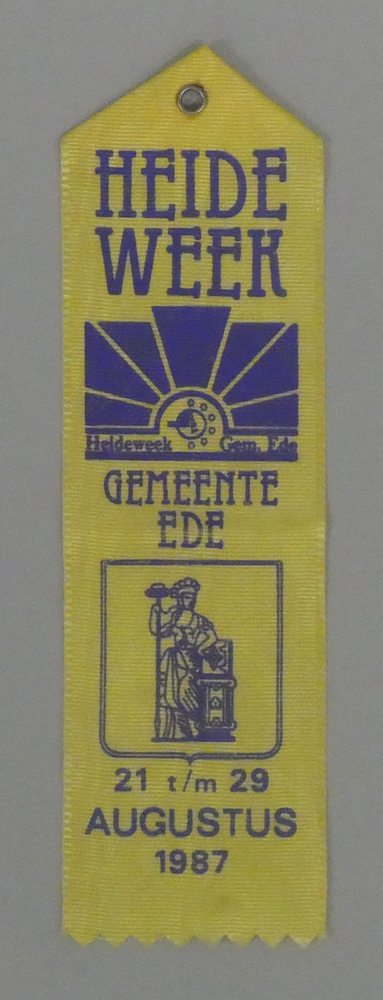 HEIDE
WEEK
Heideweek Gem. Ede
GEMEENTE
EDE
21 t/m 29
AUGUSTUS
1987